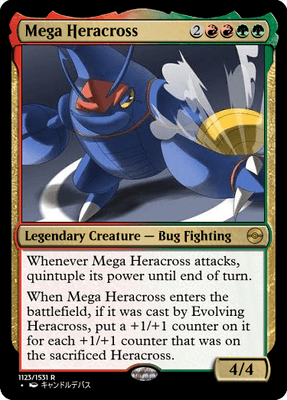 Mega Heracross 2
Legendary Creature — Bug Fighting
Whenever Mega Heracross attacks,
quintuple its power until end of turn.
When Mega Heracross enters the
battlefield, if it was cast by Evolving
Heracross, put a +1/+1 counter on it
for each +1/+1 counter that was on
the sacrificed Heracross.
4/4
1123/1531 R
• キャンドルデパス